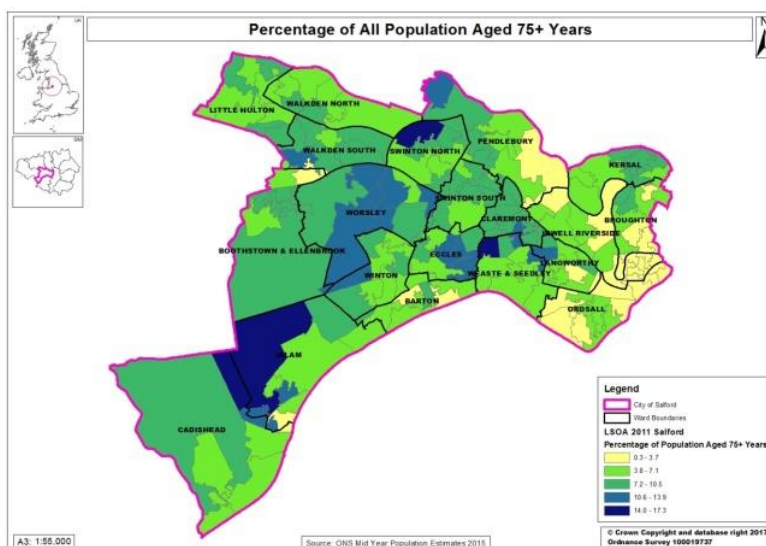 Percentage of All Population Aged 75+ Years
UK
GM
N
LITTLE HULTON
WALKDEN NORTH
WALKDEN SOUTH
SWINTON NORTH
PENDLEBURY
KERSAL
BROUGHTON
SWINTON SOUTH
CLAREMONT
IRWELL RIVERSIDE
WORSLEY
BOOTHSTOWN & ELLENBROOK
ECCLES
LANGWORTHY
WINTON
WEASTE & SEEDLEY
BARTON
ORDSALL
IRLAM
CADISHEAD
Legend
City of Salford
Ward Boundaries
LSOA 2011 Salford
Percentage of Population Aged 75+ Years
0.3 - 3.7
3.8 - 7.1
7.2 - 10.5
10.6 - 13.9
14.0 - 17.3
A3: 1:55,000
Source: ONS Mid Year Population Estimates 2015
© Crown Copyright and database right 2017
Ordnance Survey 100019737